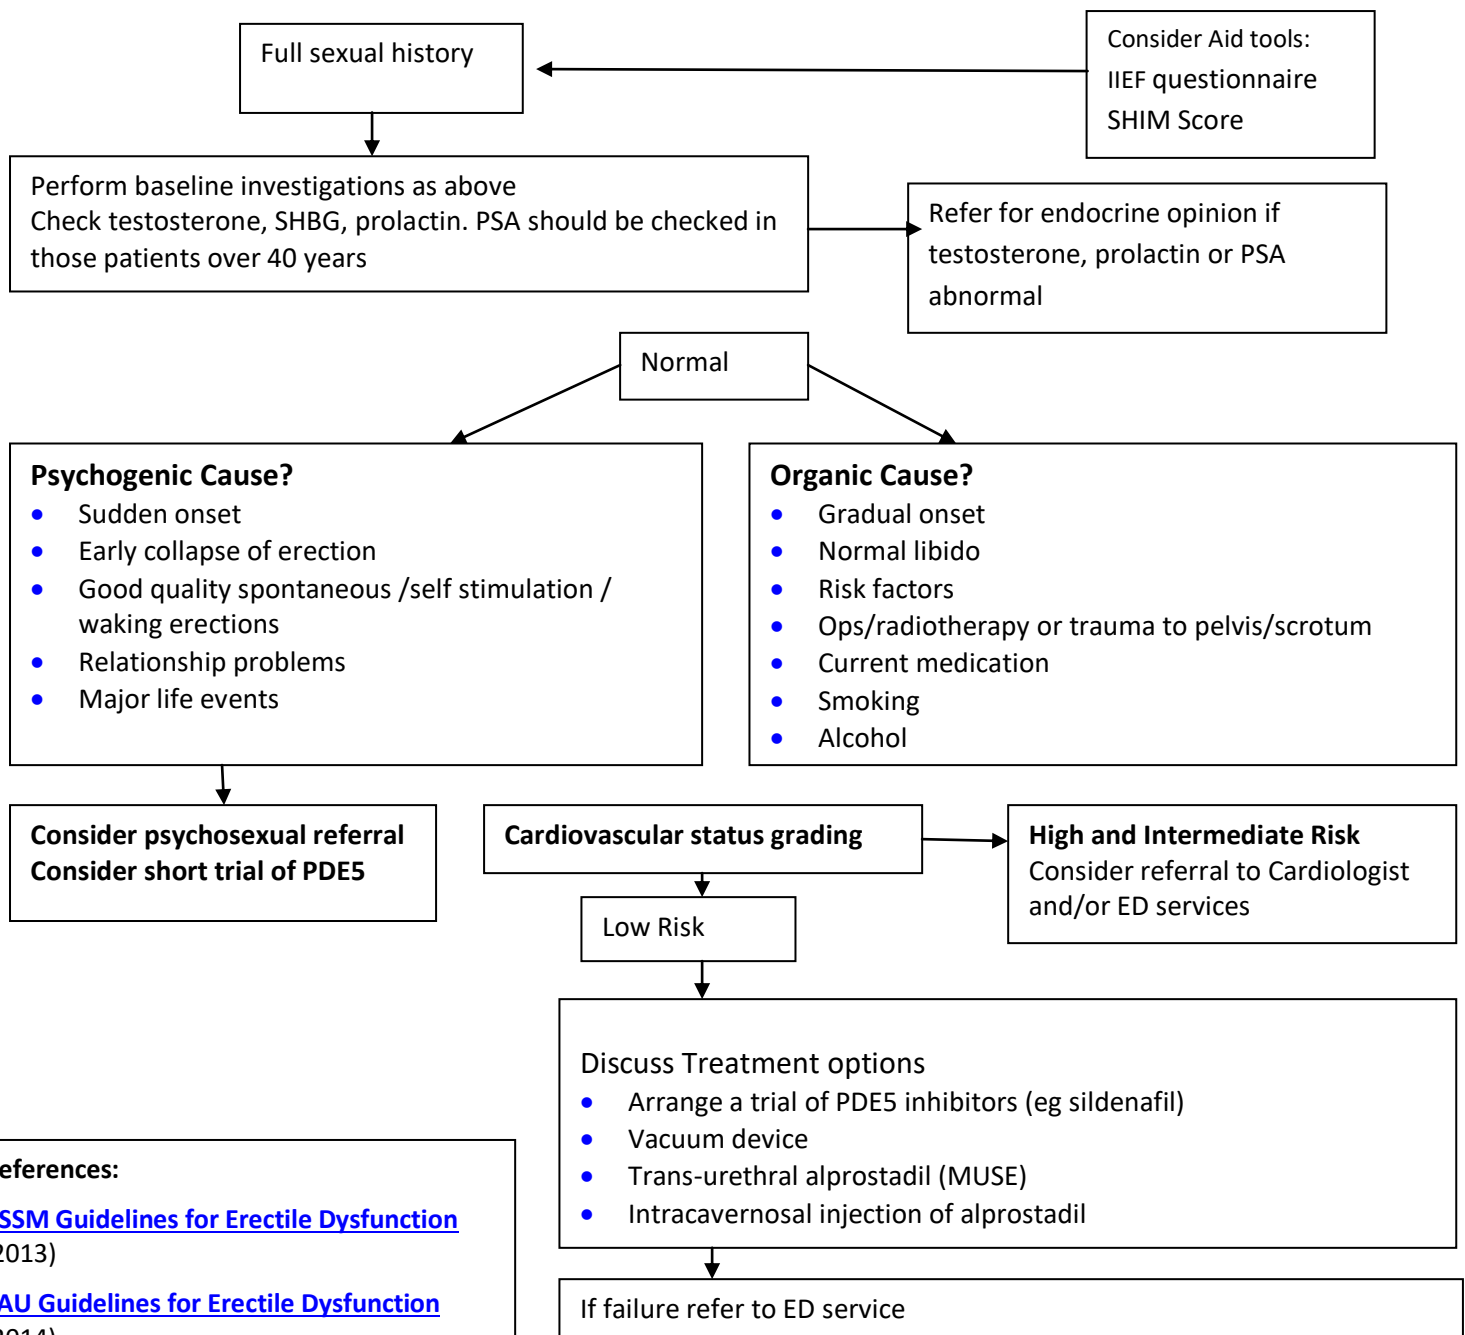 Full sexual history
Consider Aid tools:
IIEF questionnaire
SHIM Score
Perform baseline investigations as above
Check testosterone, SHBG, prolactin. PSA should be checked in
those patients over 40 years
Refer for endocrine opinion if
testosterone, prolactin or PSA
abnormal
Normal
Psychogenic Cause?
• Sudden onset
• Early collapse of erection
• Good quality spontaneous /self stimulation /
waking erections
• Relationship problems
• Major life events
Organic Cause?
• Gradual onset
• Normal libido
• Risk factors
• Ops/radiotherapy or trauma to pelvis/scrotum
• Current medication
• Smoking
• Alcohol
Consider psychosexual referral
Consider short trial of PDE5
Cardiovascular status grading
High and Intermediate Risk
Consider referral to Cardiologist
and/or ED services
Low Risk
Discuss Treatment options
• Arrange a trial of PDE5 inhibitors (eg sildenafil)
• Vacuum device
• Trans-urethral alprostadil (MUSE)
• Intracavernosal injection of alprostadil
If failure refer to ED service
eferences:
SSM Guidelines for Erectile Dysfunction
2013)
AU Guidelines for Erectile Dysfunction
2014)